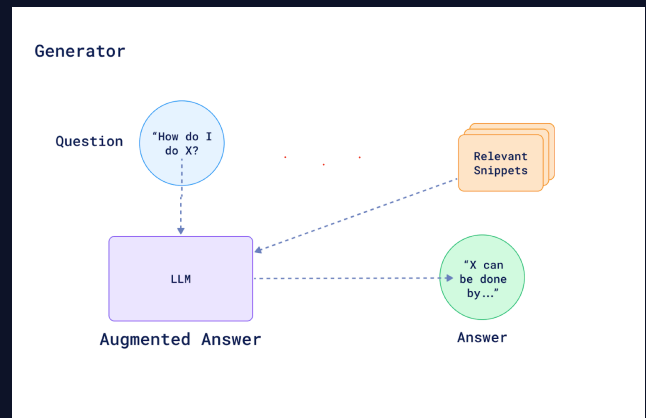 Generator
Question
“How do I
do X?
Relevant
Snippets
LLM
“X can
be done
by…“
Augmented Answer
Answer